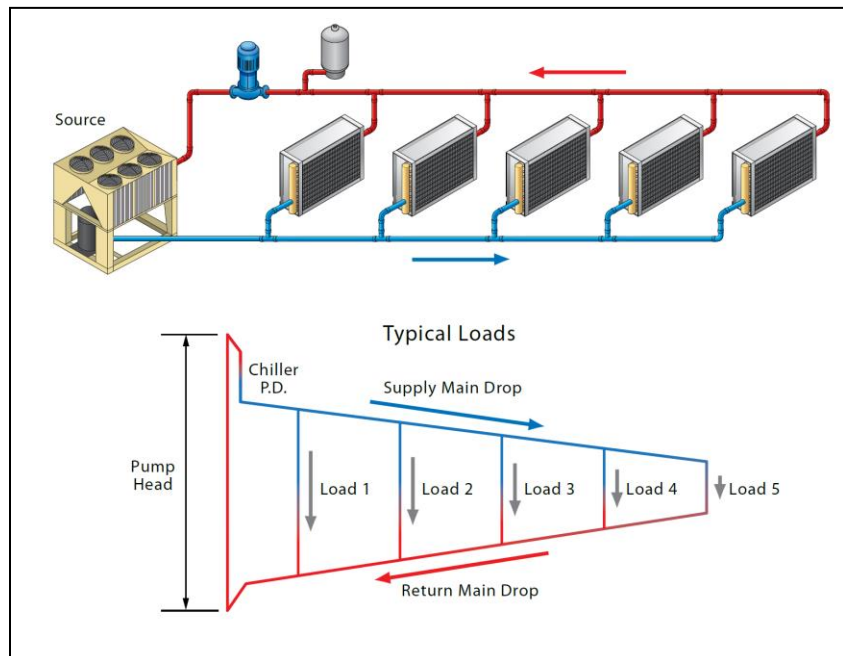 Source
Typical Loads
Chiller
P.D.
Supply Main Drop
Pump
Head
Load 1
Load 2
Load 3
Load 4
Load 5
Return Main Drop